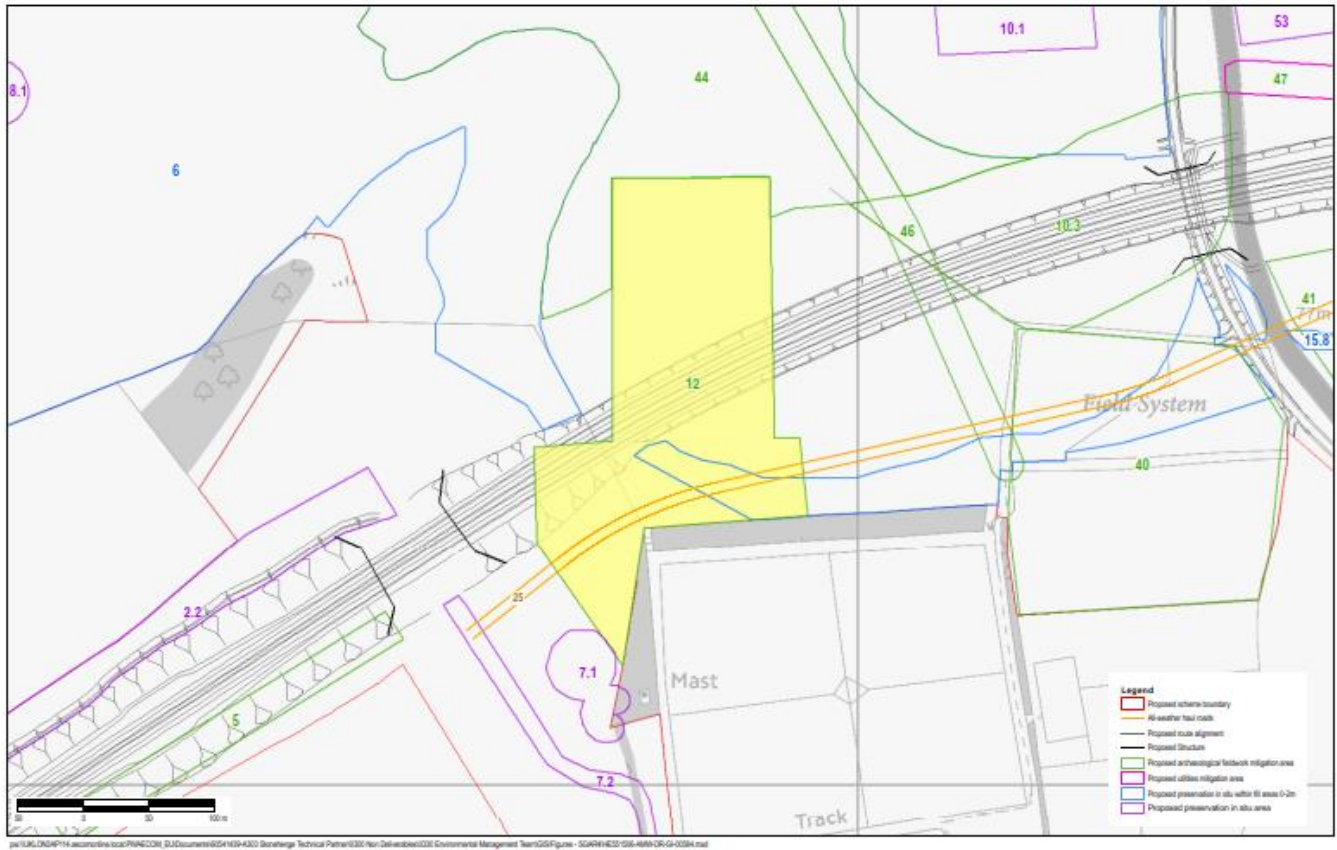 10.1
53
44
47
8.1
6
46
10.3
41
77m
15.8
12
Field System
40
2.2
25
7.1
Mast
5
7.2
Track
Legend
Proposed scheme boundary
All-weather haul roads
Proposed route alignment
Proposed Structure
Proposed archaeological fieldwork mitigation area
Proposed utilities mitigation area
Proposed preservation in situ within fill areas 0-2m
Proposed preservation in situ area
50 0 50 100 m